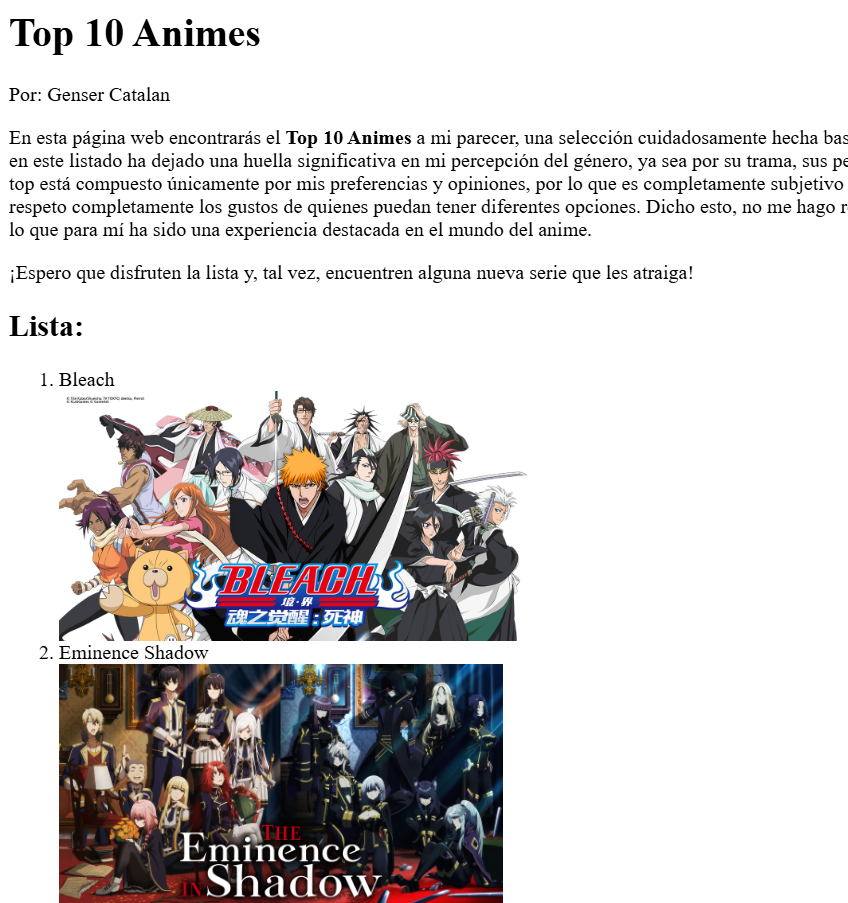 Top 10 Animes
Por: Genser Catalan
En esta página web encontrarás el Top 10 Animes a mi parecer, una selección cuidadosamente hecha bas
en este listado ha dejado una huella significativa en mi percepción del género, ya sea por su trama, sus pe
top está compuesto únicamente por mis preferencias y opiniones, por lo que es completamente subjetivo
respeto completamente los gustos de quienes puedan tener diferentes opciones. Dicho esto, no me hago r
lo que para mí ha sido una experiencia destacada en el mundo del anime.
¡Espero que disfruten la lista y, tal vez, encuentren alguna nueva serie que les atraiga!
Lista:
1. Bleach
BLEACH
境·界
魂之觉醒:死神
2. Eminence Shadow
THE
Eminence
IN Shadow